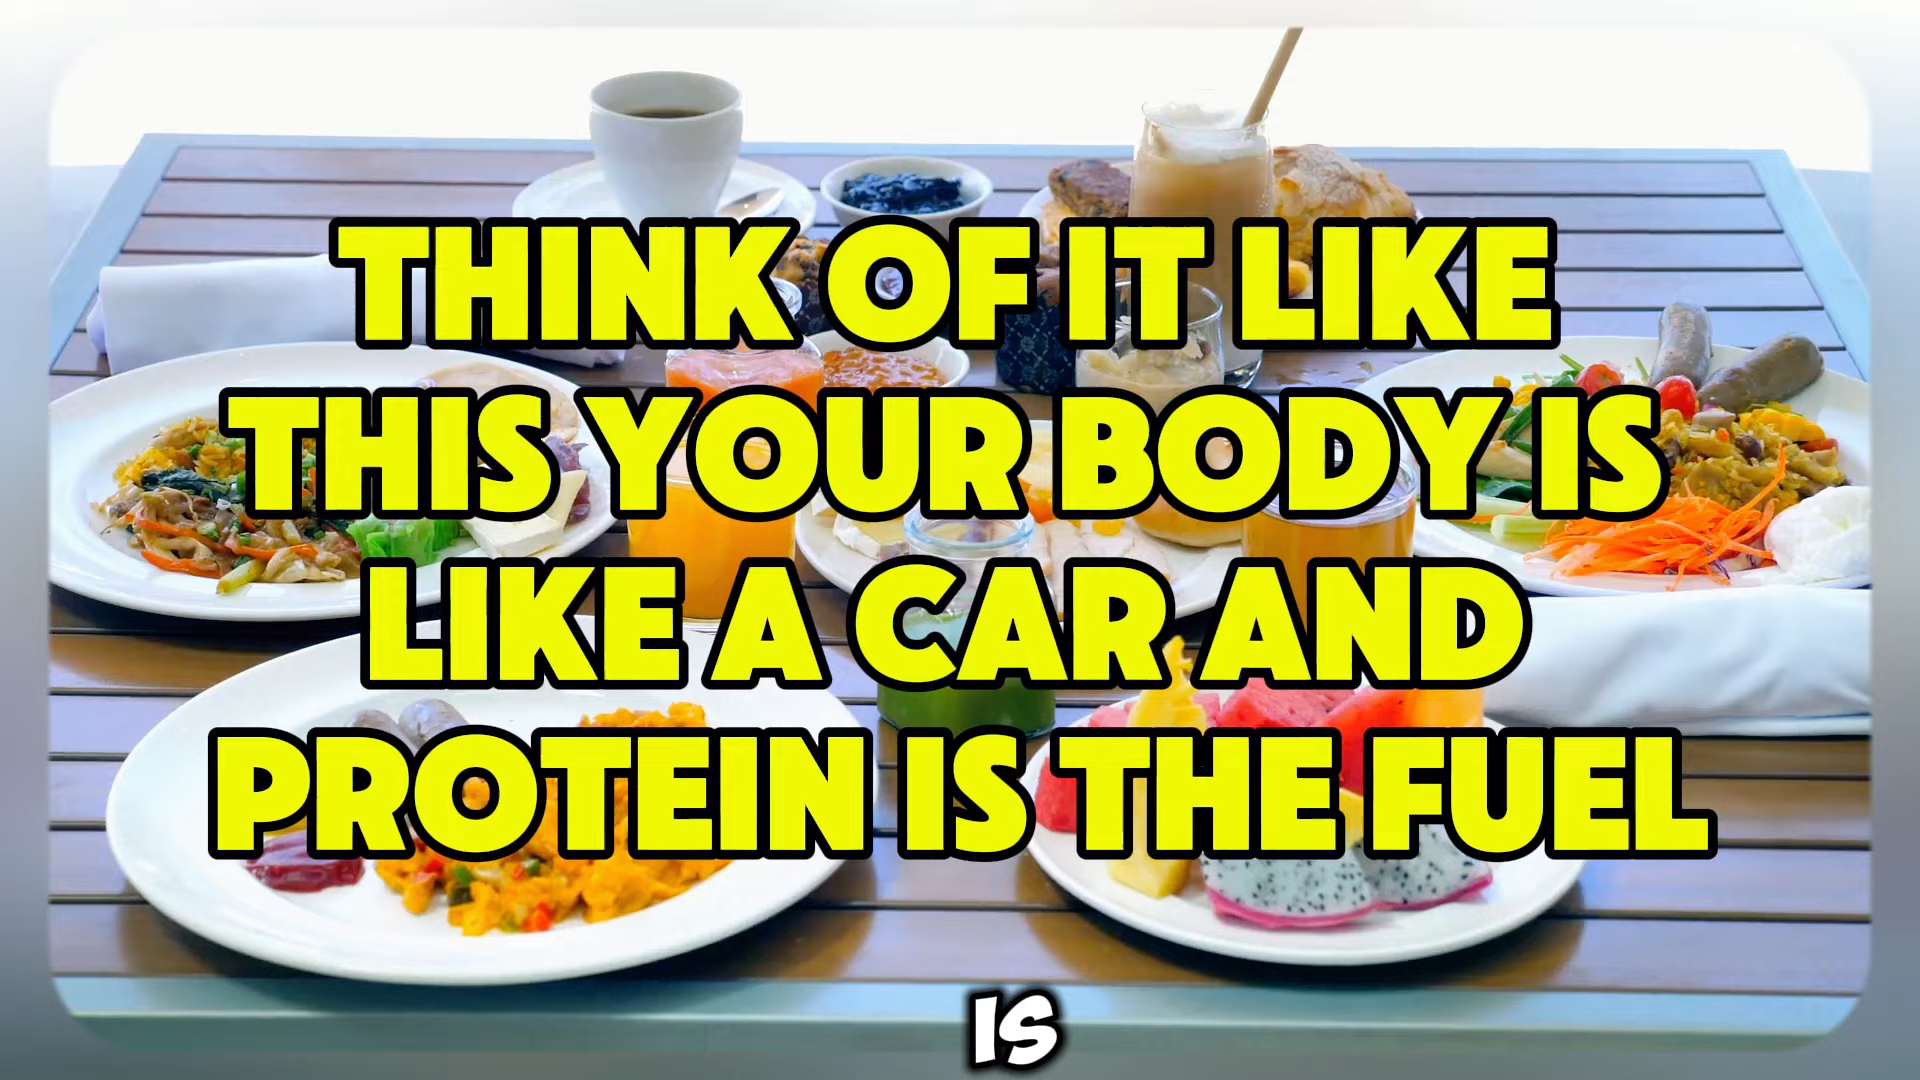 THINK OF IT LIKE
THIS YOUR BODY IS
LIKE A CAR AND
PROTEIN IS THE FUEL
IS